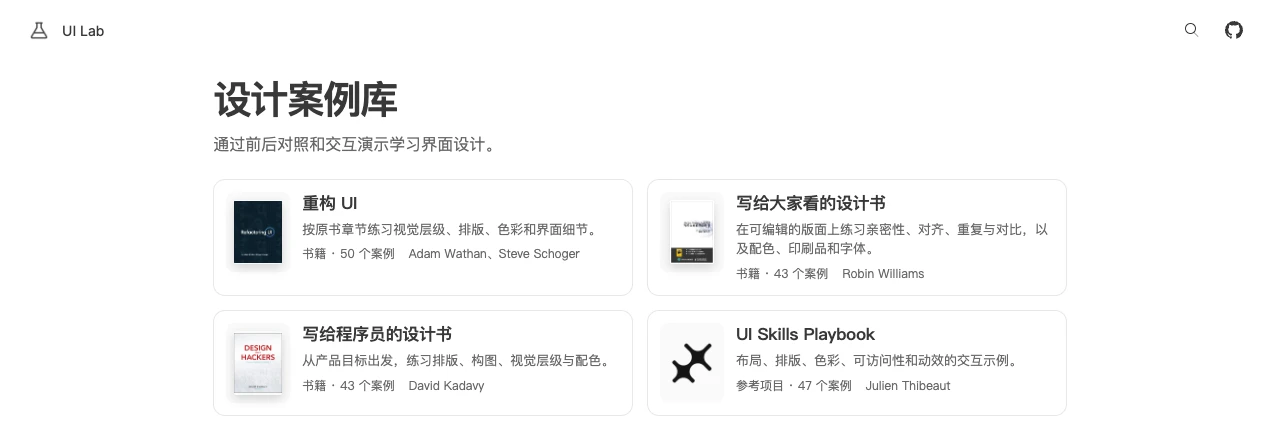 UI Lab
设计案例库
通过前后对照和交互演示学习界面设计。
Refactoring UI
重构 UI
按原书章节练习视觉层级、排版、色彩和界面细节。
书籍 · 50 个案例 Adam Wathan、Steve Schoger
写给大家看的设计书
在可编辑的版面上练习亲密性、对齐、重复与对比，以
及配色、印刷品和字体。
书籍 · 43 个案例 Robin Williams
DESIGN
HACKERS
写给程序员的设计书
从产品目标出发，练习排版、构图、视觉层级与配色。
书籍 · 43 个案例 David Kadavy
UI Skills Playbook
布局、排版、色彩、可访问性和动效的交互示例。
参考项目 · 47 个案例 Julien Thibeaut